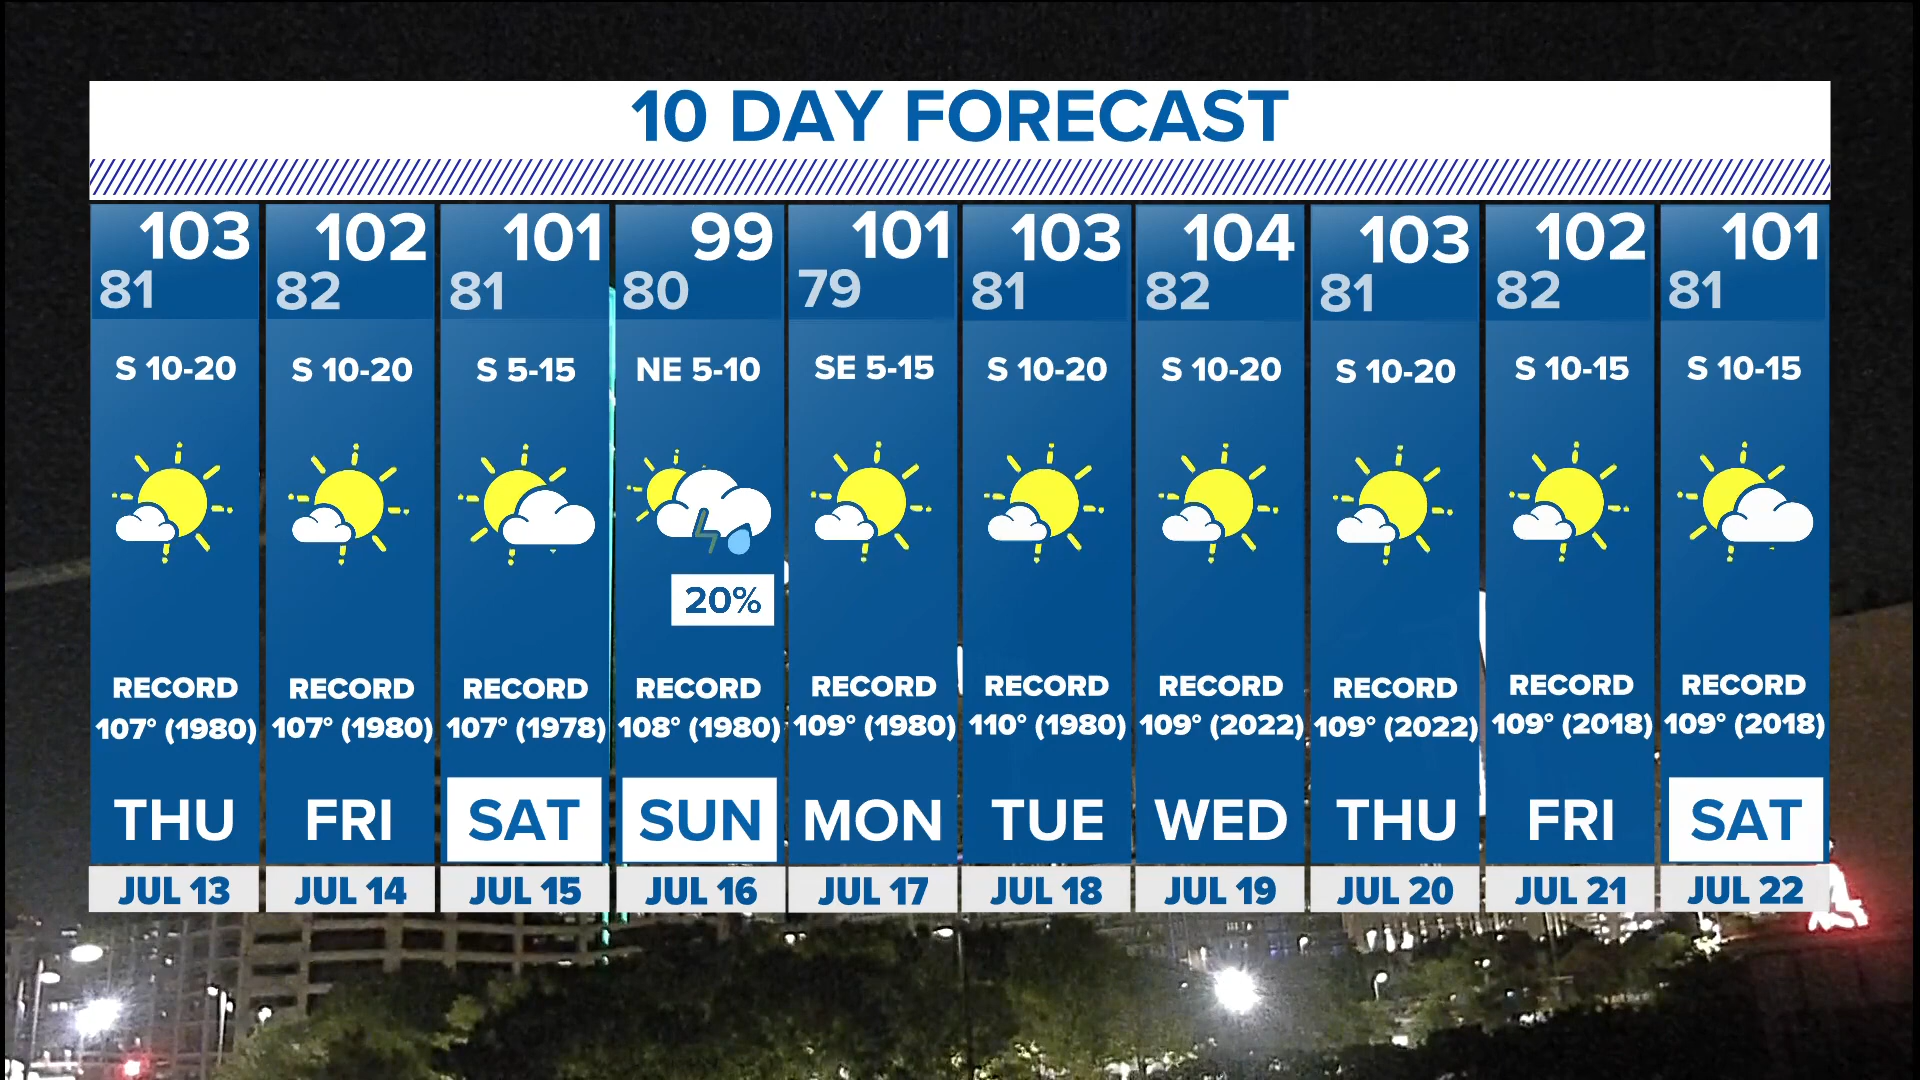 10 DAY FORECAST
103 102 101 99 101 103 104 103 102 101
81 82 81 80 79 81 82 81 82 81
S 10-20 S 10-20 S 5-15 NE 5-10 SE 5-15 S 10-20 S 10-20 S 10-20 S 10-15 S 10-15
20%
RECORD RECORD RECORD RECORD RECORD RECORD RECORD RECORD RECORD RECORD
107° (1980) 107° (1980) 107° (1978) 108° (1980) 109° (1980) 110° (1980) 109° (2022) 109° (2022) 109° (2018) 109° (2018)
THU FRI SAT SUN MON TUE WED THU FRI SAT
JUL 13 JUL 14 JUL 15 JUL 16 JUL 17 JUL 18 JUL 19 JUL 20 JUL 21 JUL 22